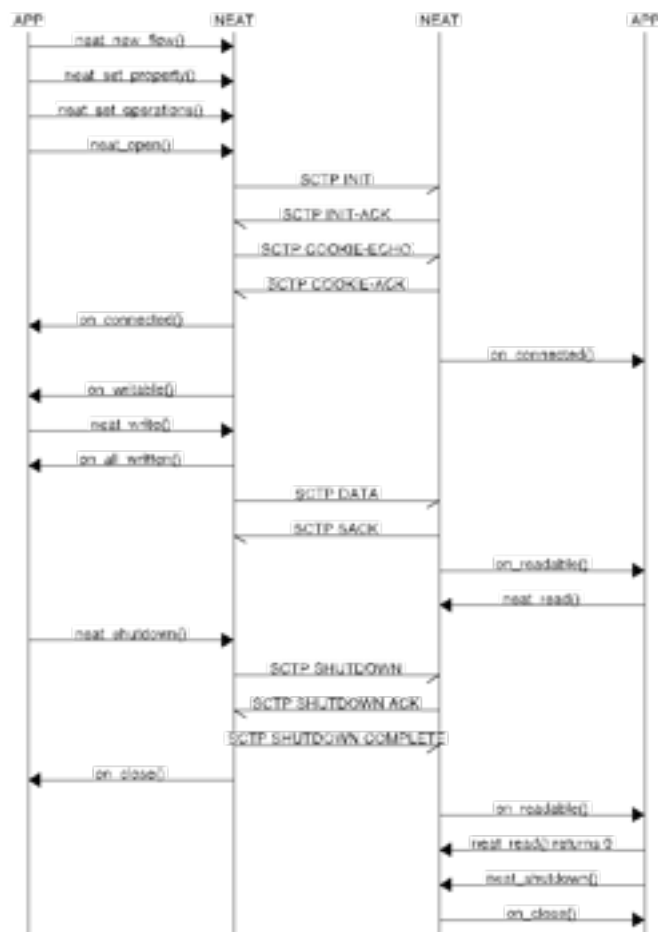 APP NEAT NEAT APP
neat_new_flow()
neat_set_property()
neat_set_operations()
neat_open()
SCTP INIT
SCTP INIT-ACK
SCTP COOKIE-ECHO
SCTP COOKIE-ACK
on_connected()
on_connected()
on_writable()
neat_write()
on_all_written()
SCTP DATA
SCTP SACK
on_readable()
neat_read()
neat_shutdown()
SCTP SHUTDOWN
SCTP SHUTDOWN ACK
SCTP SHUTDOWN COMPLETE
on_close()
on_readable()
neat_read() returns 0
neat_shutdown()
on_close()